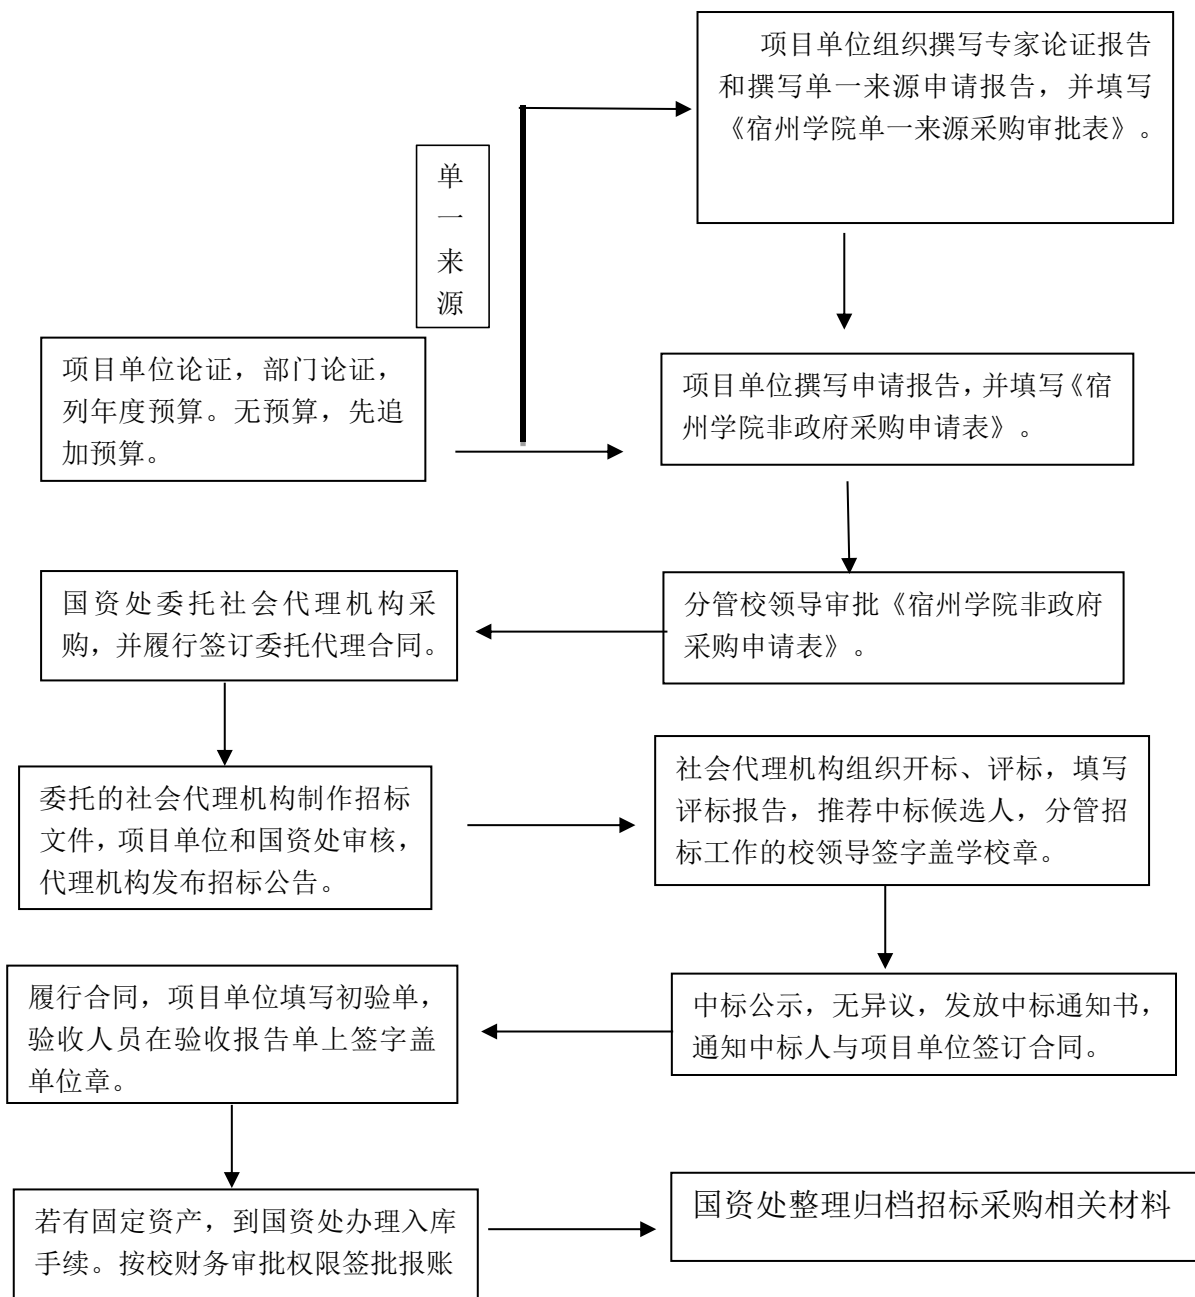 项目单位组织撰写专家论证报告
和撰写单一来源申请报告，并填写
《宿州学院单一来源采购审批表》。
单
一
来
源
项目单位论证，部门论证，
列年度预算。无预算，先追
加预算。
项目单位撰写申请报告，并填写《宿
州学院非政府采购申请表》。
分管校领导审批《宿州学院非政府
采购申请表》。
国资处委托社会代理机构采
购，并履行签订委托代理合同。
委托的社会代理机构制作招标
文件，项目单位和国资处审核，
代理机构发布招标公告。
社会代理机构组织开标、评标，填写
评标报告，推荐中标候选人，分管招
标工作的校领导签字盖学校章。
中标公示，无异议，发放中标通知书，
通知中标人与项目单位签订合同。
履行合同，项目单位填写初验单，
验收人员在验收报告单上签字盖
单位章。
若有固定资产，到国资处办理入库
手续。按校财务审批权限签批报账
国资处整理归档招标采购相关材料